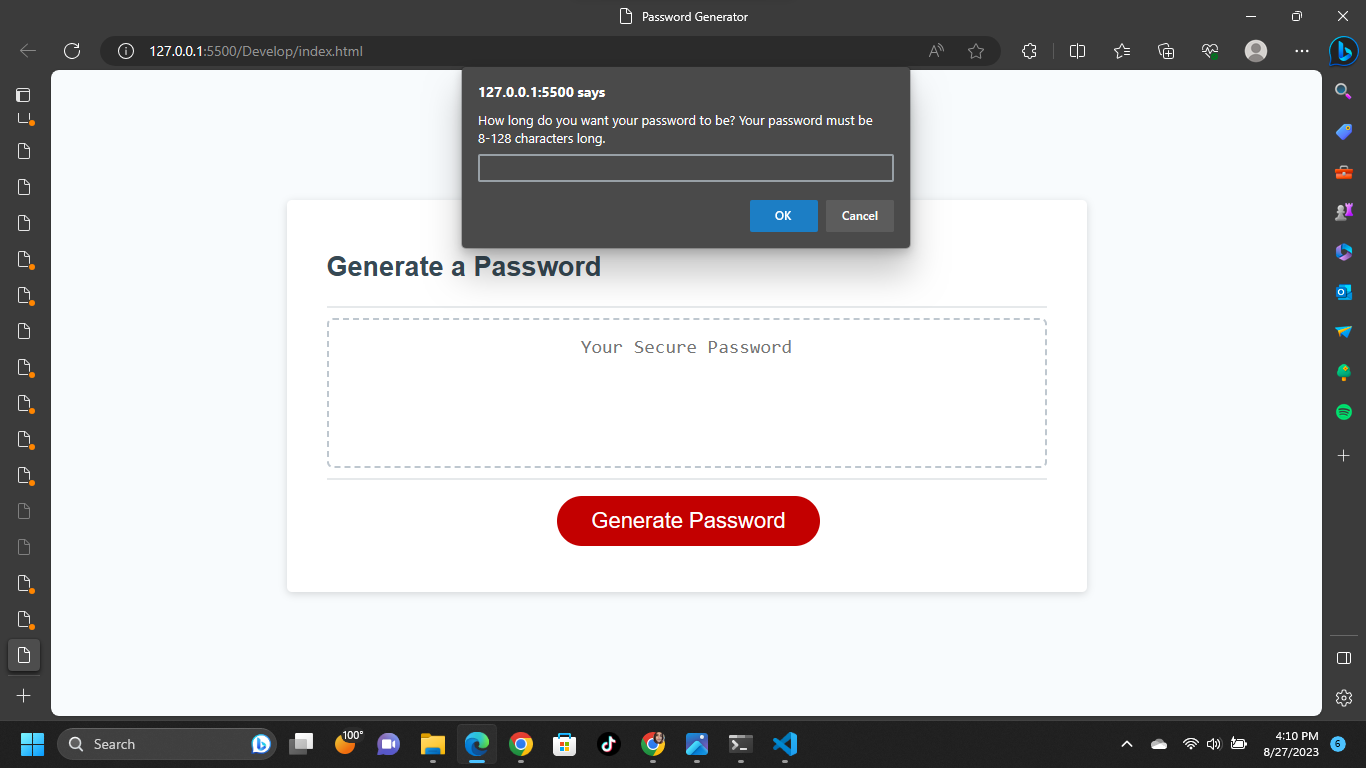 Password Generator
127.0.0.1:5500/Develop/index.html
127.0.0.1:5500 says
How long do you want your password to be? Your password must be
8-128 characters long.
OK
Cancel
Generate a Password
Your Secure Password
Generate Password
Search
100°
4:10 PM
8/27/2023
6